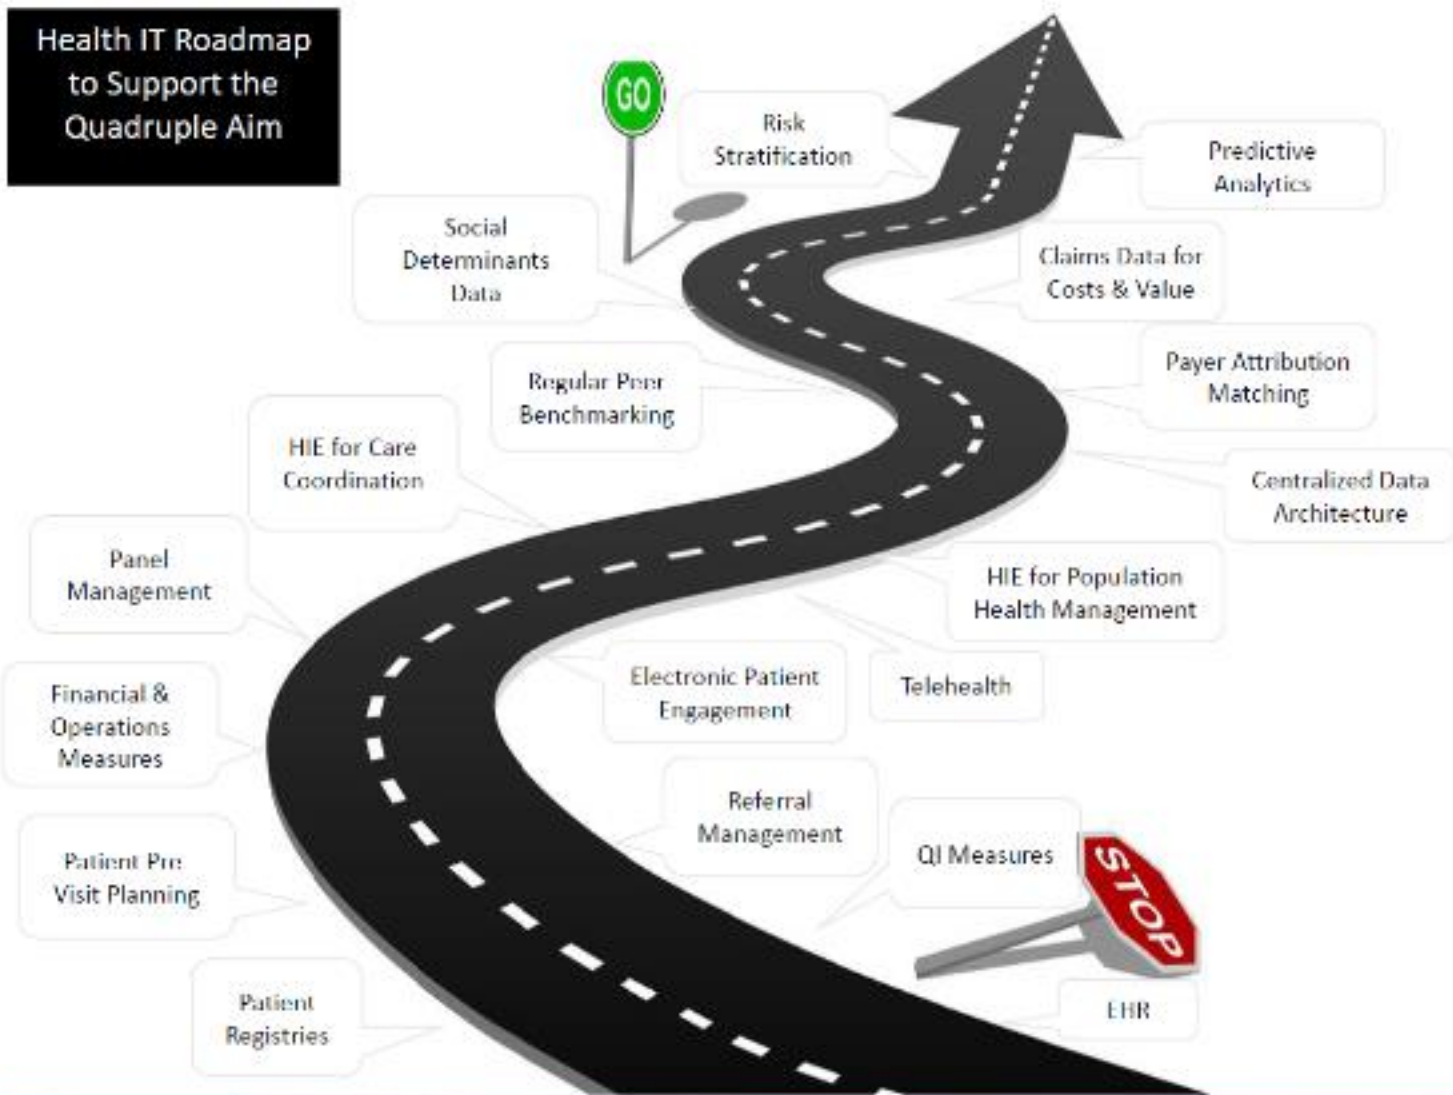 Health IT Roadmap
to Support the
Quadruple Aim
GO
Risk
Stratification
Predictive
Analytics
Social
Determinants
Data
Claims Data for
Costs & Value
Regular Peer
Benchmarking
Payer Attribution
Matching
HIE for Care
Coordination
Centralized Data
Architecture
Panel
Management
HIE for Population
Health Management
Financial &
Operations
Measures
Electronic Patient
Engagement
Telehealth
Referral
Management
Patient Pre
Visit Planning
QI Measures
STOP
Patient
Registries
EHR